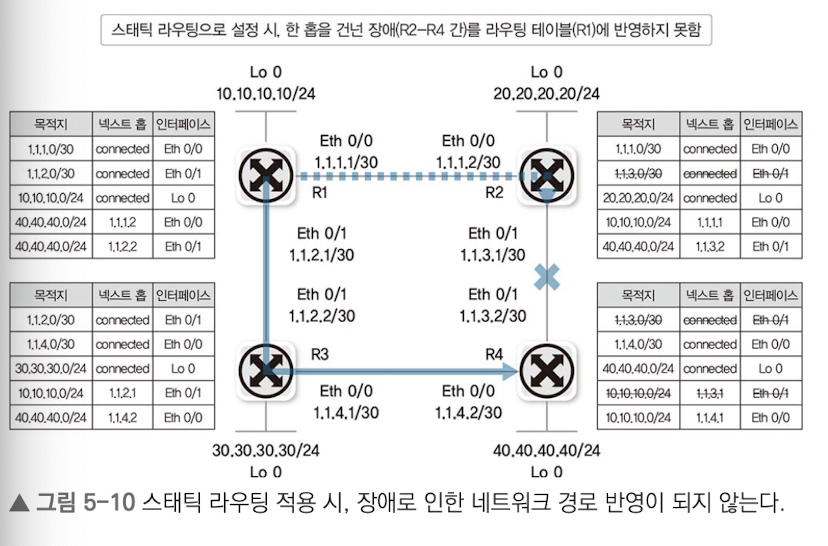 스태틱 라우팅으로 설정 시, 한 홉을 건넌 장애(R2-R4 간)를 라우팅 테이블(R1)에 반영하지 못함
Lo 0
10.10.10.10/24
Lo 0
20.20.20.20/24
목적지 넥스트 홉 인터페이스
1.1.1.0/30 connected Eth 0/0
1.1.2.0/30 connected Eth 0/1
10.10.10.0/24 connected Lo 0
40.40.40.0/24 1.1.1.2 Eth 0/0
40.40.40.0/24 1.1.2.2 Eth 0/1
Eth 0/0
1.1.1.1/30
Eth 0/0
1.1.1.2/30
R1
R2
목적지 넥스트 홉 인터페이스
1.1.1.0/30 connected Eth 0/0
1.1.3.0/30 connected Eth 0/1
20.20.20.0/24 connected Lo 0
10.10.10.0/24 1.1.1.1 Eth 0/0
40.40.40.0/24 1.1.3.2 Eth 0/1
Eth 0/1
1.1.2.1/30
Eth 0/1
1.1.3.1/30
Eth 0/1
1.1.2.2/30
Eth 0/1
1.1.3.2/30
목적지 넥스트 홉 인터페이스
1.1.2.0/30 connected Eth 0/1
1.1.4.0/30 connected Eth 0/0
30.30.30.0/24 connected Lo 0
10.10.10.0/24 1.1.2.1 Eth 0/1
40.40.40.0/24 1.1.4.2 Eth 0/0
R3
R4
Eth 0/0
1.1.4.1/30
Eth 0/0
1.1.4.2/30
목적지 넥스트 홉 인터페이스
1.1.3.0/30 connected Eth 0/1
1.1.4.0/30 connected Eth 0/0
40.40.40.0/24 connected Lo 0
10.10.10.0/24 1.1.3.1 Eth 0/1
10.10.10.0/24 1.1.4.1 Eth 0/0
30.30.30.30/24
Lo 0
40.40.40.40/24
Lo 0
▲ 그림 5-10 스태틱 라우팅 적용 시, 장애로 인한 네트워크 경로 반영이 되지 않는다.